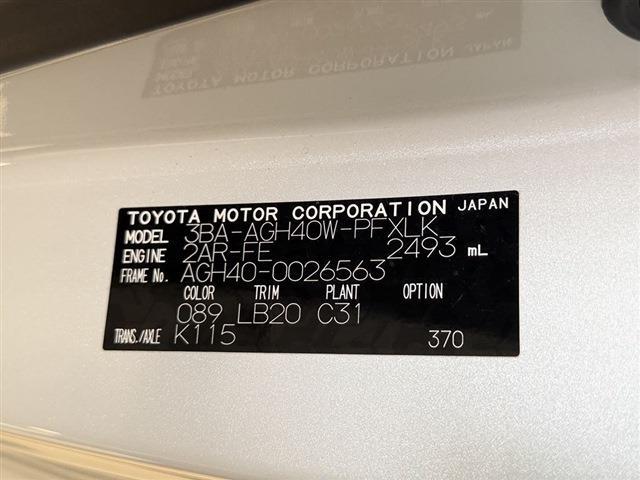 TOYOTA MOTOR CORPORATION JAPAN
MODEL 3BA-AGH40W-PFXLK
ENGINE 2AR-FE 2493 mL
FRAME No. AGH40-0026563
COLOR TRIM PLANT OPTION
089 LB20 C31
TRANS./AXLE K115 370